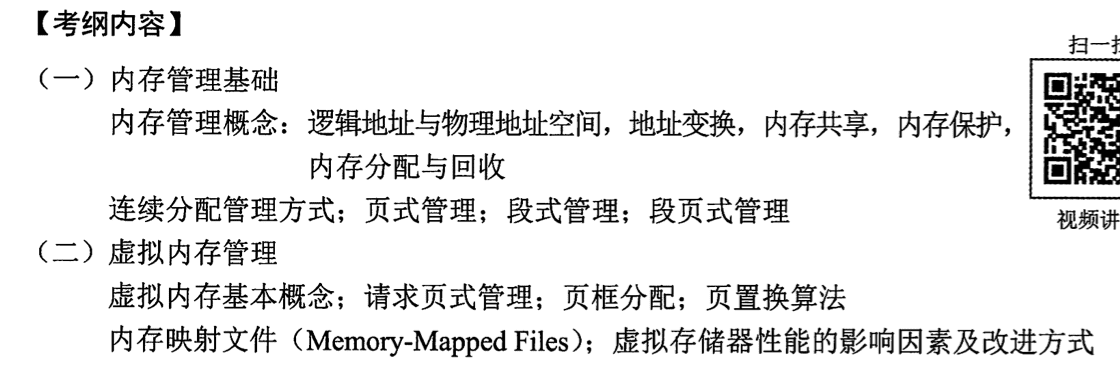 【考纲内容】
扫一扫
（一）内存管理基础
内存管理概念：逻辑地址与物理地址空间，地址变换，内存共享，内存保护，
内存分配与回收
连续分配管理方式；页式管理；段式管理；段页式管理
视频讲
（二）虚拟内存管理
虚拟内存基本概念；请求页式管理；页框分配；页置换算法
内存映射文件（Memory-Mapped Files）；虚拟存储器性能的影响因素及改进方式